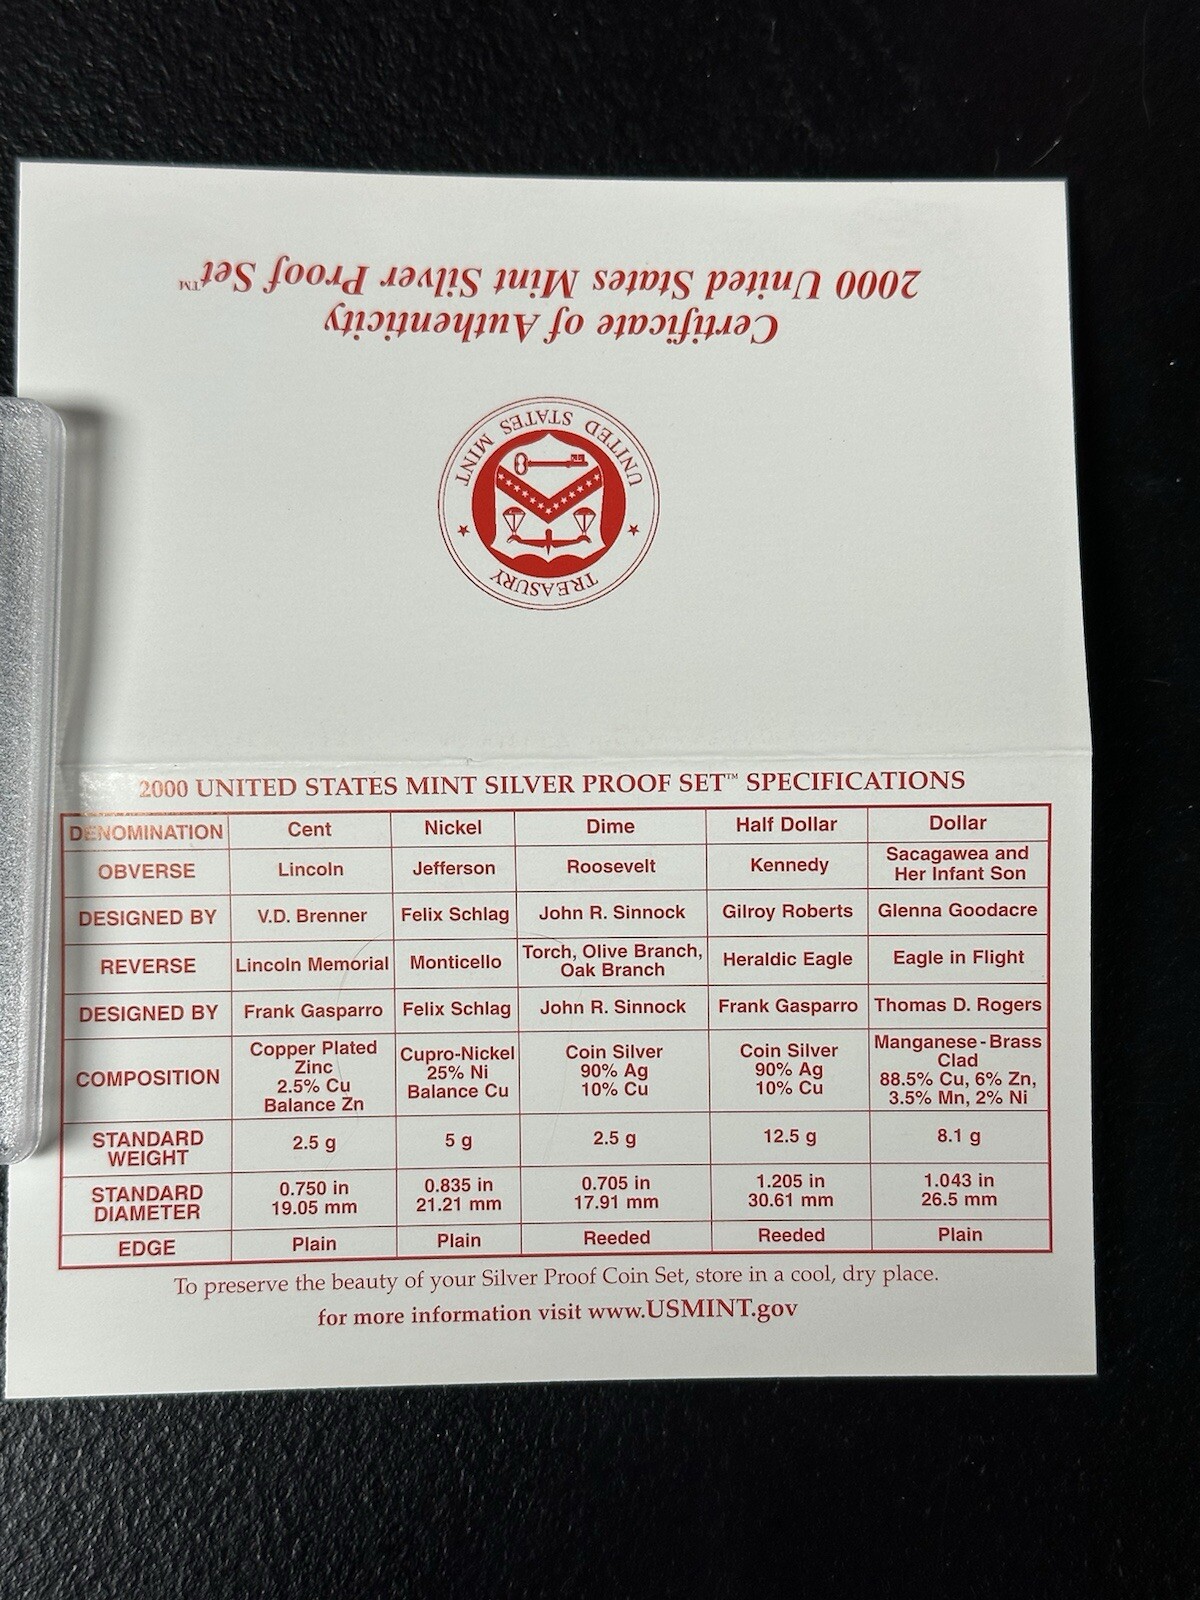 Certificate of Authenticity
2000 United States Mint Silver Proof Set™
UNITED STATES MINT
TREASURY
2000 UNITED STATES MINT SILVER PROOF SET™ SPECIFICATIONS
DENOMINATION Cent Nickel Dime Half Dollar Dollar
OBVERSE Lincoln Jefferson Roosevelt Kennedy Sacagawea and
Her Infant Son
DESIGNED BY V.D. Brenner Felix Schlag John R. Sinnock Gilroy Roberts Glenna Goodacre
REVERSE Lincoln Memorial Monticello Torch, Olive Branch,
Oak Branch Heraldic Eagle Eagle in Flight
DESIGNED BY Frank Gasparro Felix Schlag John R. Sinnock Frank Gasparro Thomas D. Rogers
COMPOSITION Copper Plated
Zinc
2.5% Cu
Balance Zn
Cupro-Nickel
25% Ni
Balance Cu
Coin Silver
90% Ag
10% Cu
Coin Silver
90% Ag
10% Cu
Manganese-Brass
Clad
88.5% Cu, 6% Zn,
3.5% Mn, 2% Ni
STANDARD
WEIGHT 2.5 g 5 g 2.5 g 12.5 g 8.1 g
STANDARD
DIAMETER
0.750 in
19.05 mm
0.835 in
21.21 mm
0.705 in
17.91 mm
1.205 in
30.61 mm
1.043 in
26.5 mm
EDGE Plain Plain Reeded Reeded Plain
To preserve the beauty of your Silver Proof Coin Set, store in a cool, dry place.
for more information visit www.USMINT.gov